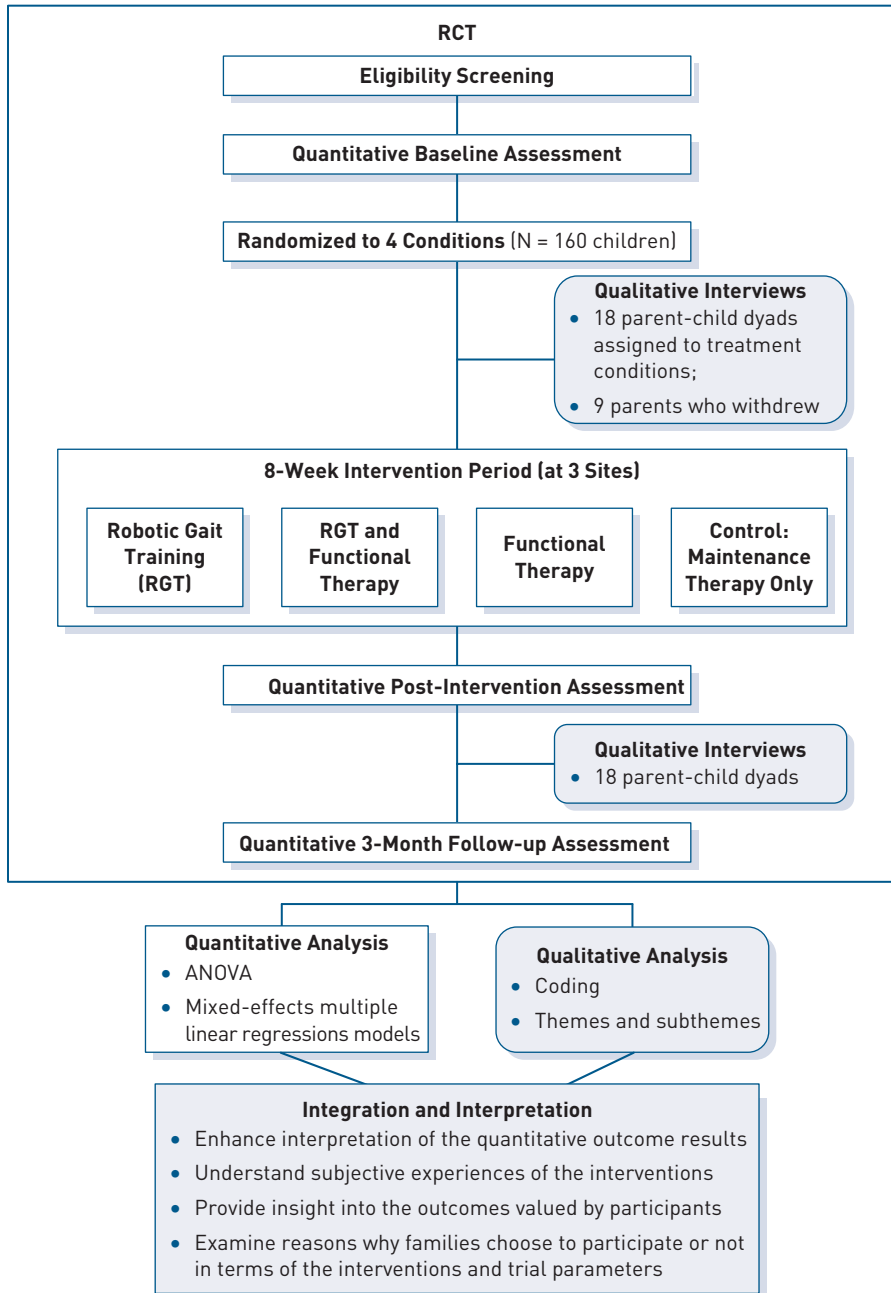 RCT
Eligibility Screening
Quantitative Baseline Assessment
Randomized to 4 Conditions (N = 160 children)
Qualitative Interviews
• 18 parent-child dyads
assigned to treatment
conditions;
• 9 parents who withdrew
8-Week Intervention Period (at 3 Sites)
Robotic Gait
Training
(RGT)
RGT and
Functional
Therapy
Functional
Therapy
Control:
Maintenance
Therapy Only
Quantitative Post-Intervention Assessment
Qualitative Interviews
• 18 parent-child dyads
Quantitative 3-Month Follow-up Assessment
Quantitative Analysis
• ANOVA
• Mixed-effects multiple
linear regressions models
Qualitative Analysis
• Coding
• Themes and subthemes
Integration and Interpretation
• Enhance interpretation of the quantitative outcome results
• Understand subjective experiences of the interventions
• Provide insight into the outcomes valued by participants
• Examine reasons why families choose to participate or not
in terms of the interventions and trial parameters